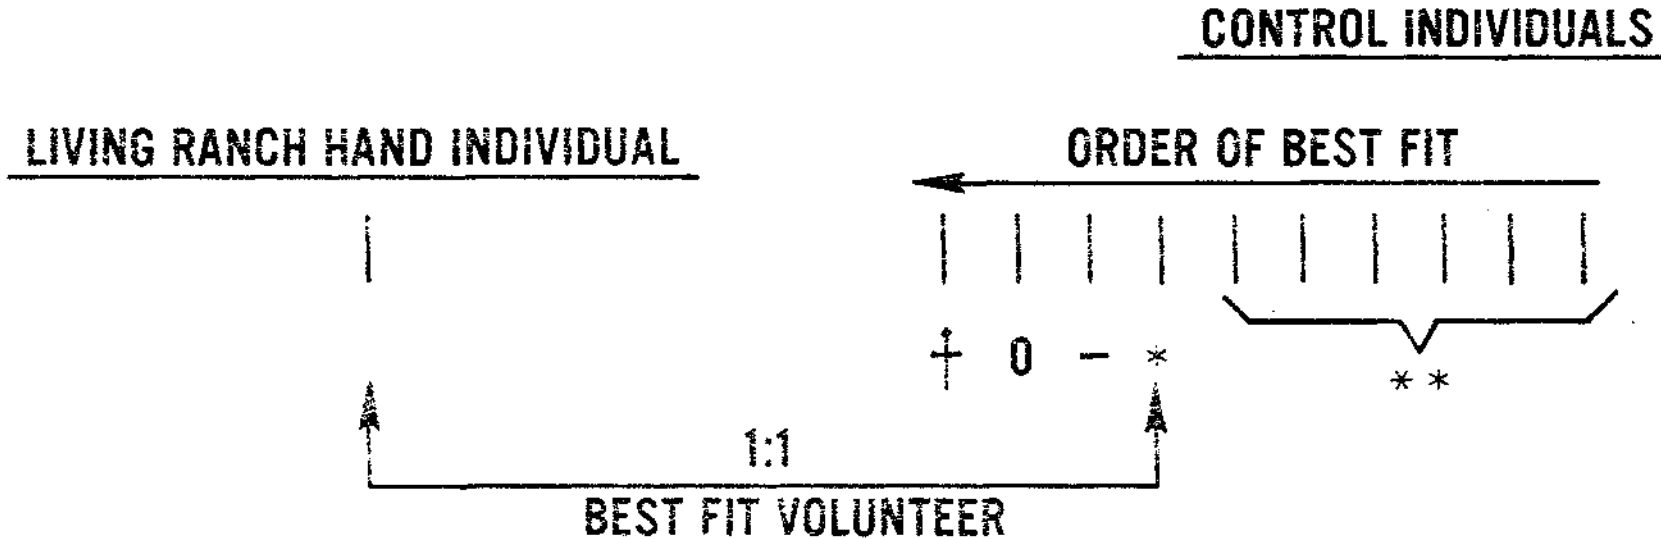 CONTROL INDIVIDUALS
LIVING RANCH HAND INDIVIDUAL
ORDER OF BEST FIT
† 0 – *
**
1:1
BEST FIT VOLUNTEER